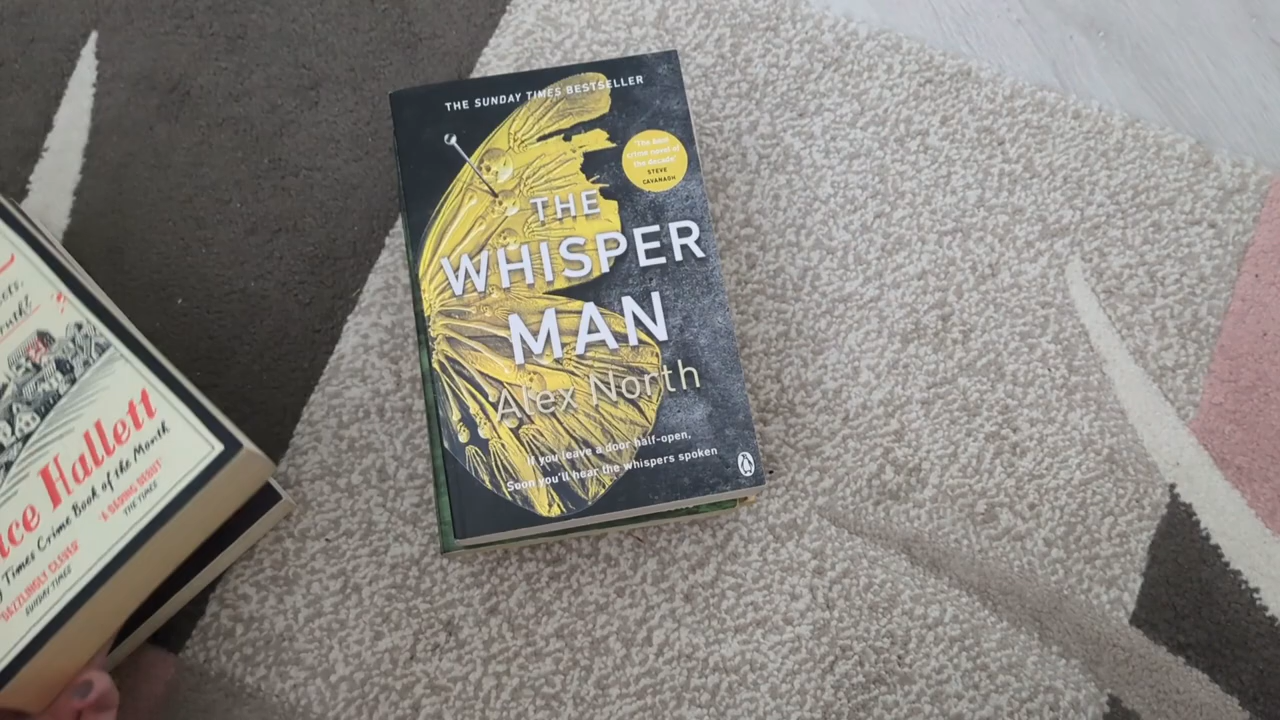 THE SUNDAY TIMES BESTSELLER
'The best
crime novel of
the decade'
STEVE
CAVANAGH
THE
WHISPER
MAN
Alex North
If you leave a door half-open,
Soon you'll hear the whispers spoken
ice Hallett
Times Crime Book of the Month
'A DARING DEBUT'
THE TIMES
'DAZZLINGLY CLEVER'
SUNDAY TIMES